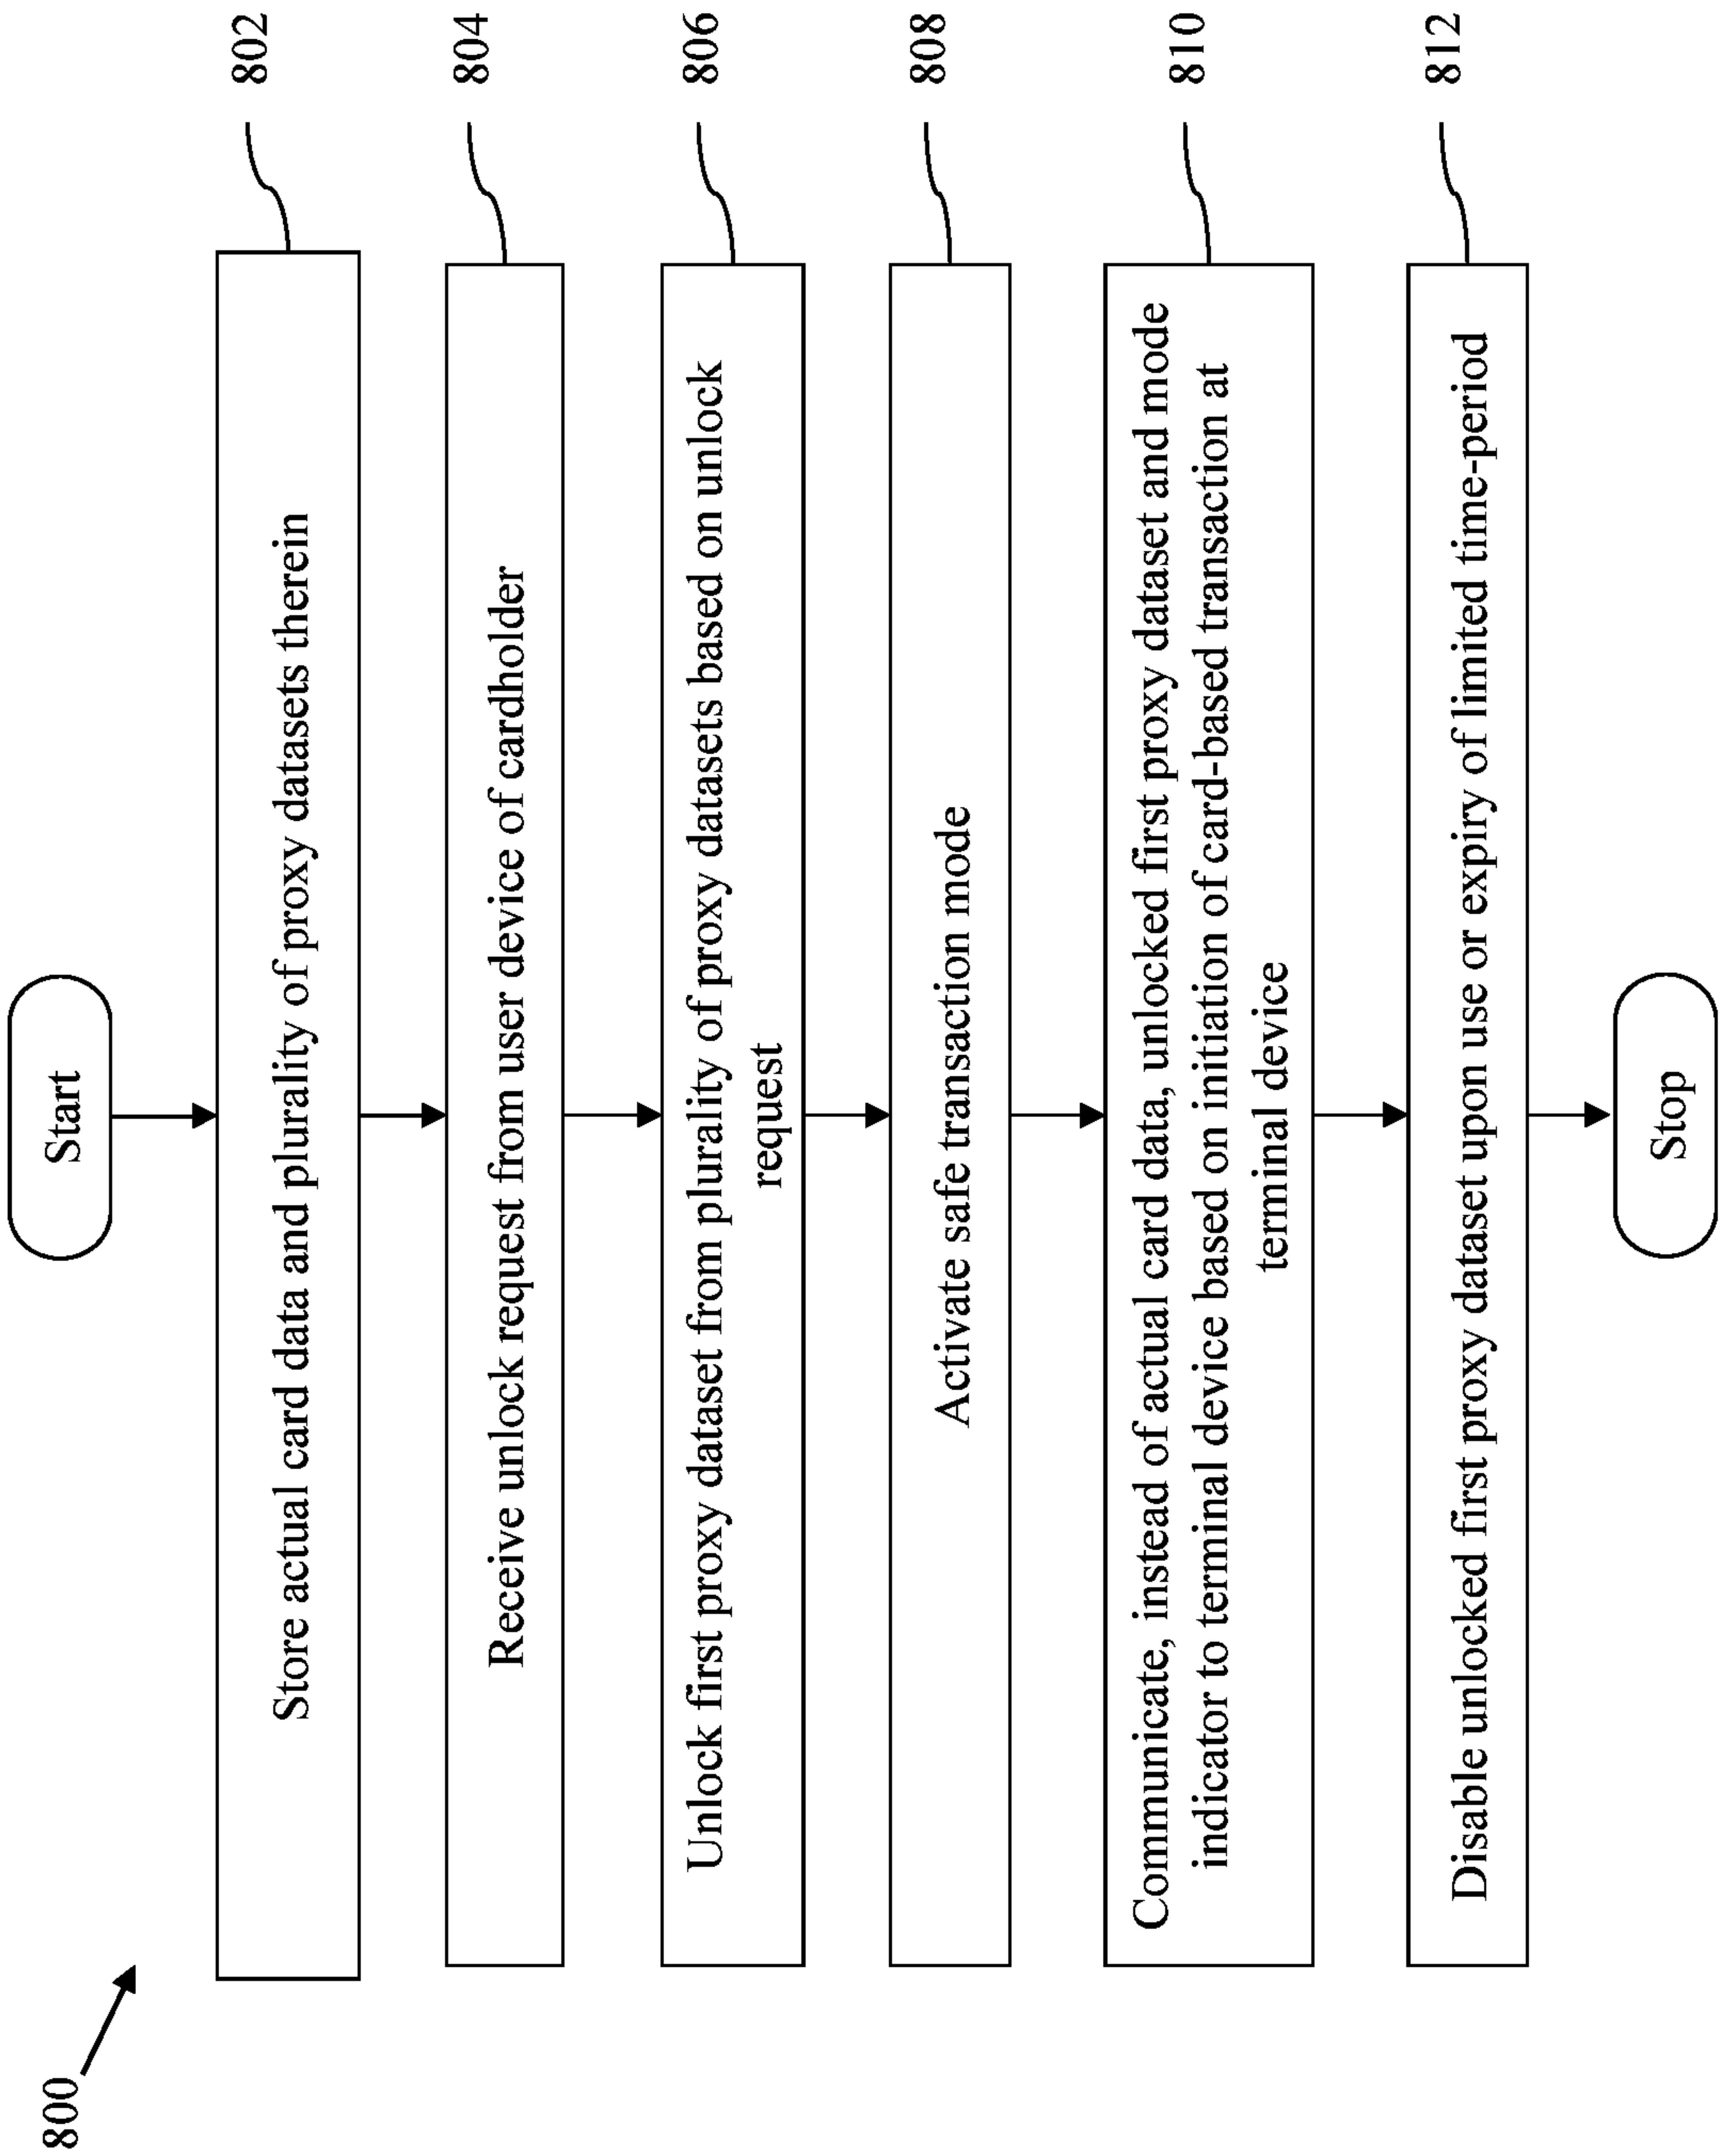 800
Start
Store actual card data and plurality of proxy datasets therein
802
Receive unlock request from user device of cardholder
804
Unlock first proxy dataset from plurality of proxy datasets based on unlock
request
806
Activate safe transaction mode
808
Communicate, instead of actual card data, unlocked first proxy dataset and mode
indicator to terminal device based on initiation of card-based transaction at
terminal device
810
Disable unlocked first proxy dataset upon use or expiry of limited time-period
812
Stop